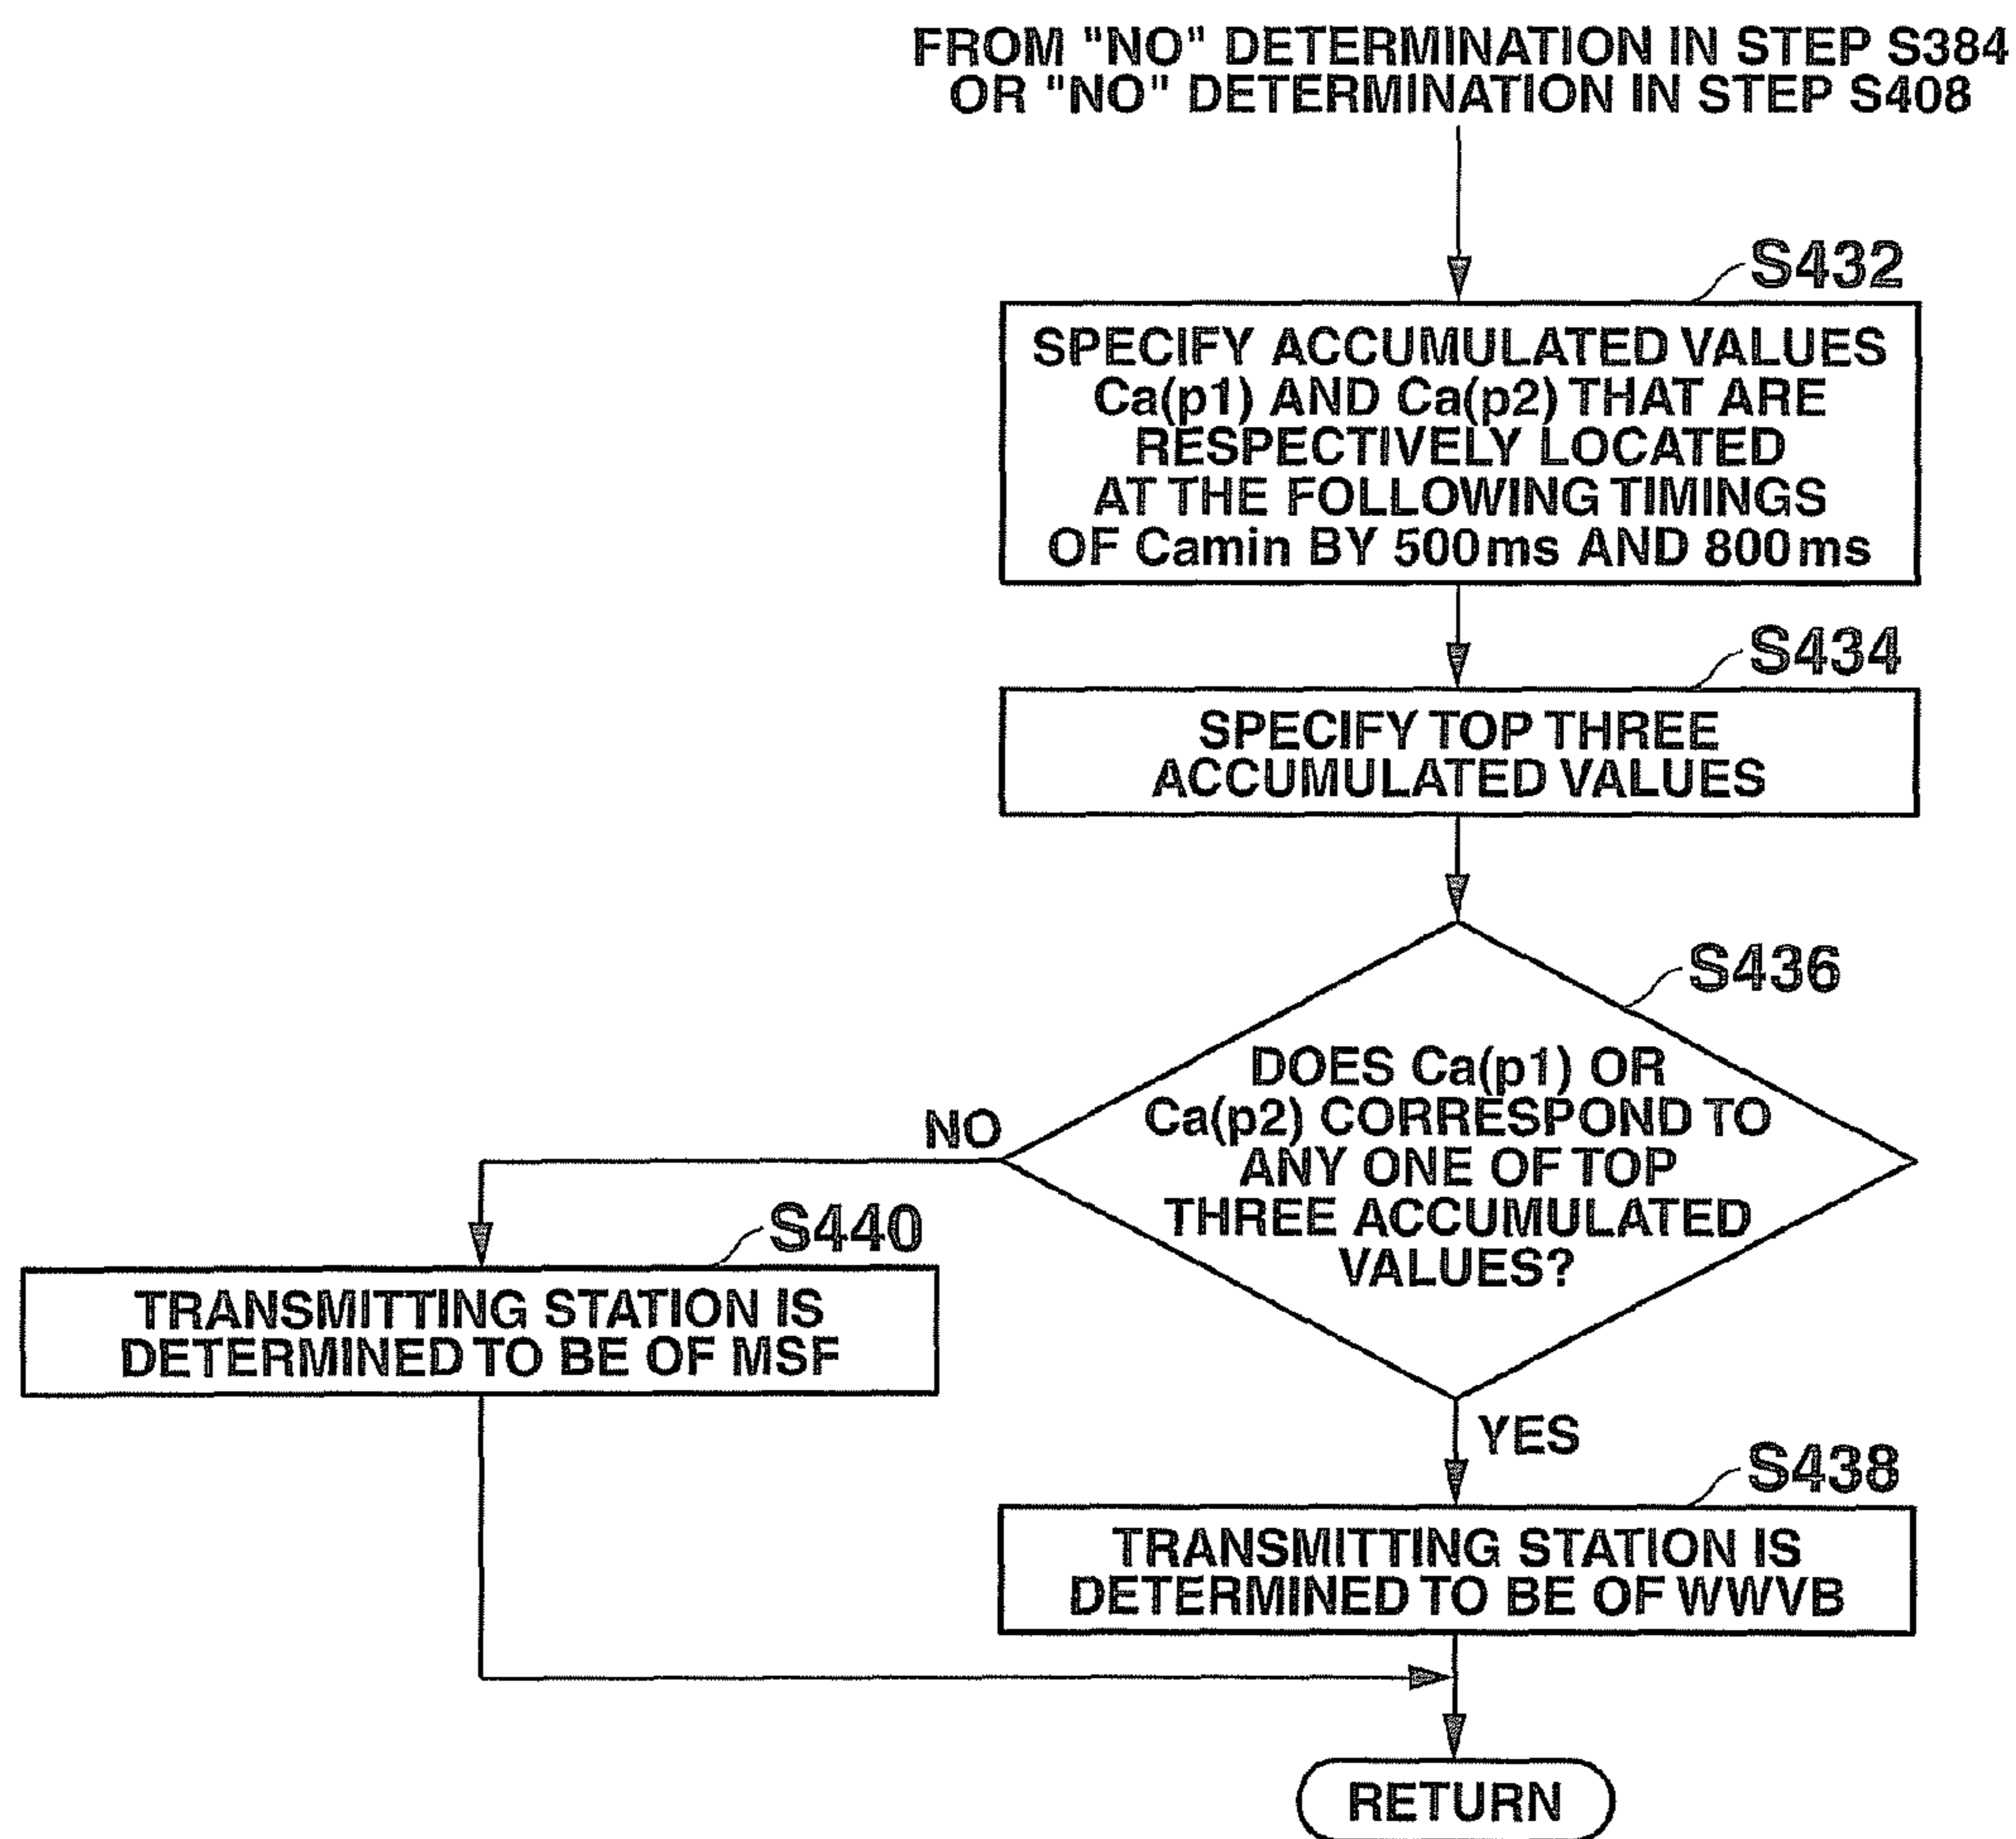 FROM "NO" DETERMINATION IN STEP S384
OR "NO" DETERMINATION IN STEP S408
S432
SPECIFY ACCUMULATED VALUES
Ca(p1) AND Ca(p2) THAT ARE
RESPECTIVELY LOCATED
AT THE FOLLOWING TIMINGS
OF Camin BY 500ms AND 800ms
S434
SPECIFY TOP THREE
ACCUMULATED VALUES
S436
DOES Ca(p1) OR
Ca(p2) CORRESPOND TO
ANY ONE OF TOP
THREE ACCUMULATED
VALUES?
NO
S440
TRANSMITTING STATION IS
DETERMINED TO BE OF MSF
YES
S438
TRANSMITTING STATION IS
DETERMINED TO BE OF WWVB
RETURN